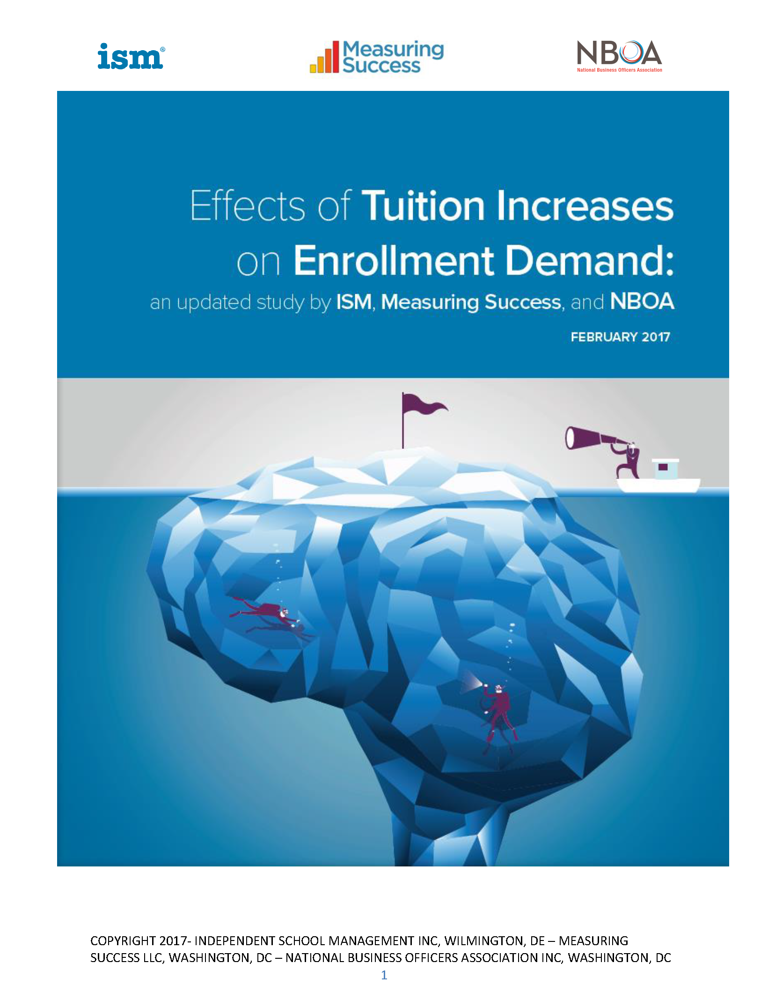 ism®
Measuring
Success
NBOA
National Business Officers Association
Effects of Tuition Increases
on Enrollment Demand:
an updated study by ISM, Measuring Success, and NBOA
FEBRUARY 2017
COPYRIGHT 2017- INDEPENDENT SCHOOL MANAGEMENT INC, WILMINGTON, DE – MEASURING
SUCCESS LLC, WASHINGTON, DC – NATIONAL BUSINESS OFFICERS ASSOCIATION INC, WASHINGTON, DC
1